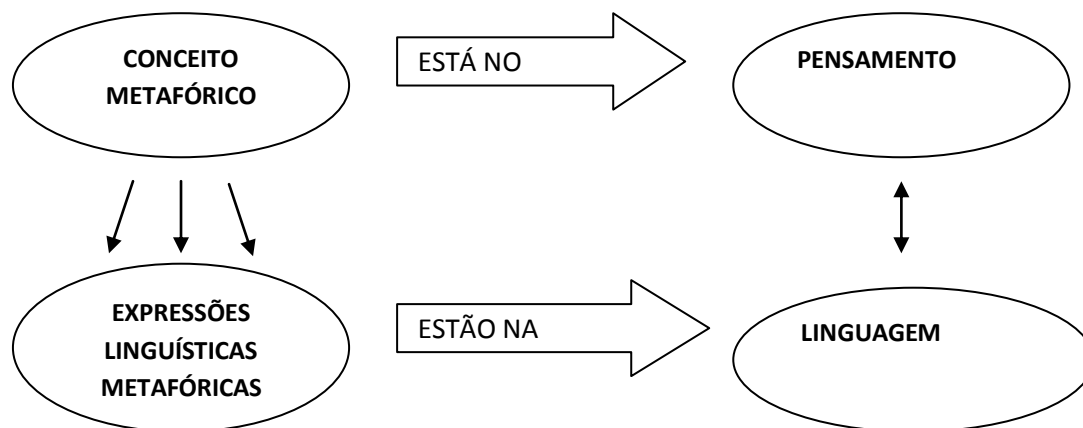 CONCEITO
METAFÓRICO
ESTÁ NO
PENSAMENTO
EXPRESSÕES
LINGUÍSTICAS
METAFÓRICAS
ESTÃO NA
LINGUAGEM